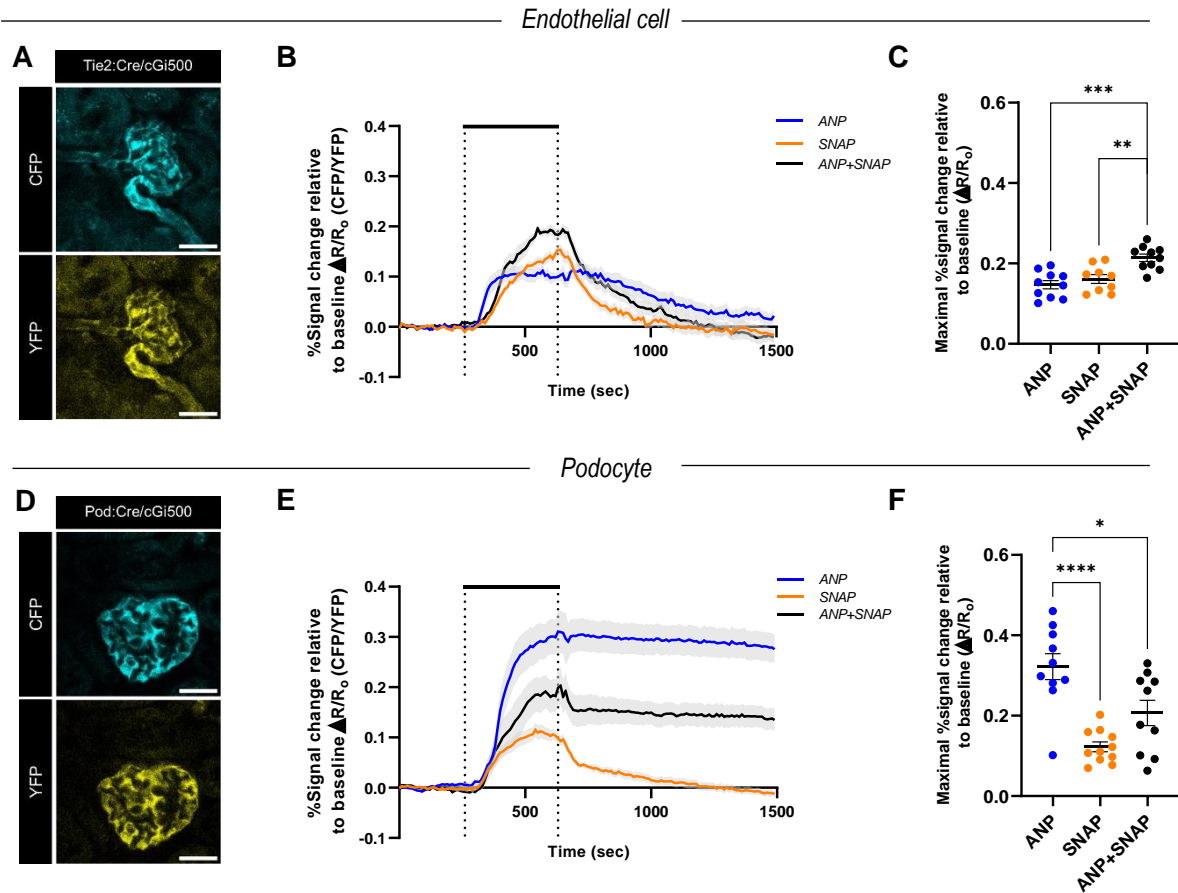 Endothelial cell
A
Tie2:Cre/cGi500
CFP
YFP
B
%Signal change relative
to baseline ▲R/R₀ (CFP/YFP)
0.4
0.3
0.2
0.1
0.0
-0.1
500
1000
1500
Time (sec)
ANP
SNAP
ANP+SNAP
C
Maximal %signal change relative
to baseline (▲R/R₀)
0.6
0.4
0.2
0.0
***
**
ANP
SNAP
ANP+SNAP
Podocyte
D
Pod:Cre/cGi500
CFP
YFP
E
%Signal change relative
to baseline ▲R/R₀ (CFP/YFP)
0.4
0.3
0.2
0.1
0.0
-0.1
500
1000
1500
Time (sec)
ANP
SNAP
ANP+SNAP
F
Maximal %signal change relative
to baseline (▲R/R₀)
0.6
0.4
0.2
0.0
*
****
ANP
SNAP
ANP+SNAP